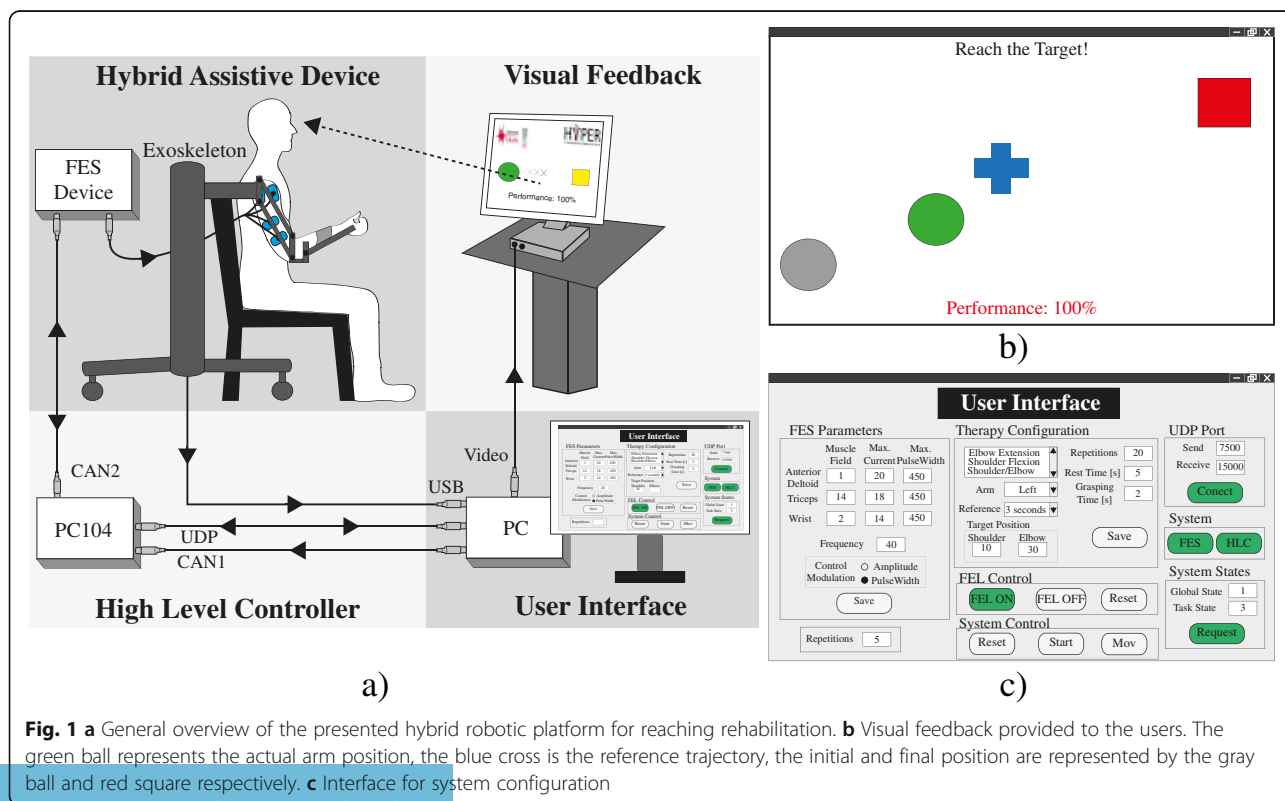 Hybrid Assistive Device
Visual Feedback
Exoskeleton
FES
Device
HYPER
Performance: 100%
CAN2
PC104
UDP
CAN1
USB
Video
PC
High Level Controller
User Interface
User Interface
FES Parameters
Therapy Configuration
UDP Port
a)
Reach the Target!
Performance: 100%
b)
User Interface
FES Parameters
Muscle Field
Max. Current
Max. PulseWidth
Anterior Deltoid 1 20 450
Triceps 14 18 450
Wrist 2 14 450
Frequency 40
Control Modulation
Amplitude
PulseWidth
Save
Repetitions 5
Therapy Configuration
Elbow Extension
Shoulder Flexion
Shoulder/Elbow
Repetitions 20
Rest Time [s] 5
Grasping Time [s] 2
Arm Left
Reference 3 seconds
Target Position
Shoulder Elbow
10 30
Save
FEL Control
FEL ON FEL OFF Reset
System Control
Reset Start Mov
UDP Port
Send 7500
Receive 15000
Conect
System
FES HLC
System States
Global State 1
Task State 3
Request
c)
Fig. 1 a General overview of the presented hybrid robotic platform for reaching rehabilitation. b Visual feedback provided to the users. The
green ball represents the actual arm position, the blue cross is the reference trajectory, the initial and final position are represented by the gray
ball and red square respectively. c Interface for system configuration